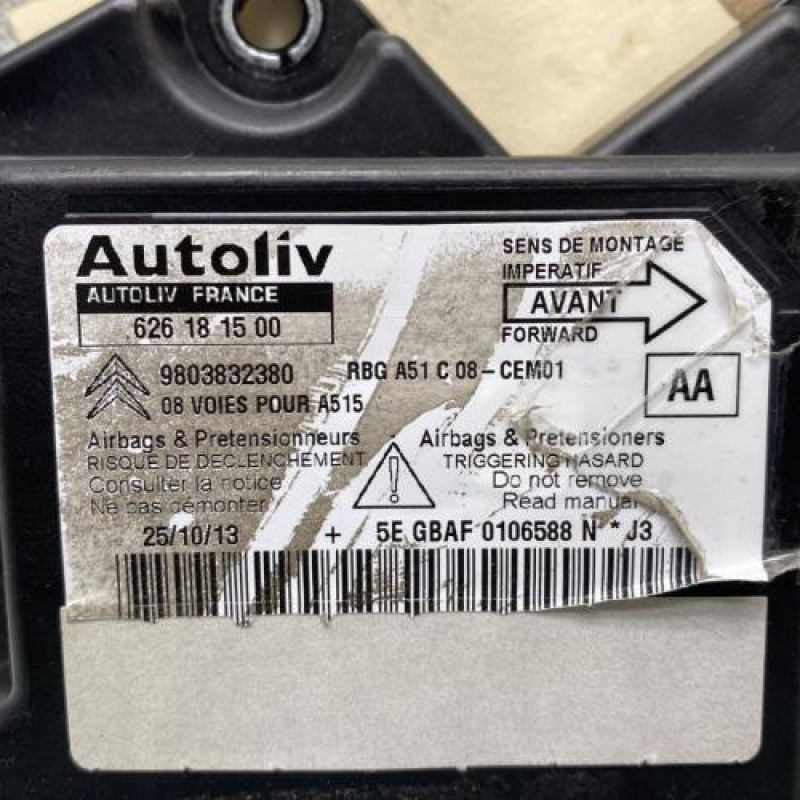 Autoliv
AUTOLIV FRANCE
626 18 15 00
SENS DE MONTAGE
IMPERATIF
AVANT
FORWARD
9803832380 RBG A51 C 08-CEM01
08 VOIES POUR A515
AA
Airbags & Pretensionneurs
RISQUE DE DECLENCHEMENT
Consulter la notice
Ne pas démonter
!
Airbags & Pretensioners
TRIGGERING HASARD
Do not remove
Read manual
25/10/13 + 5E GBAF 0106588 N * J3